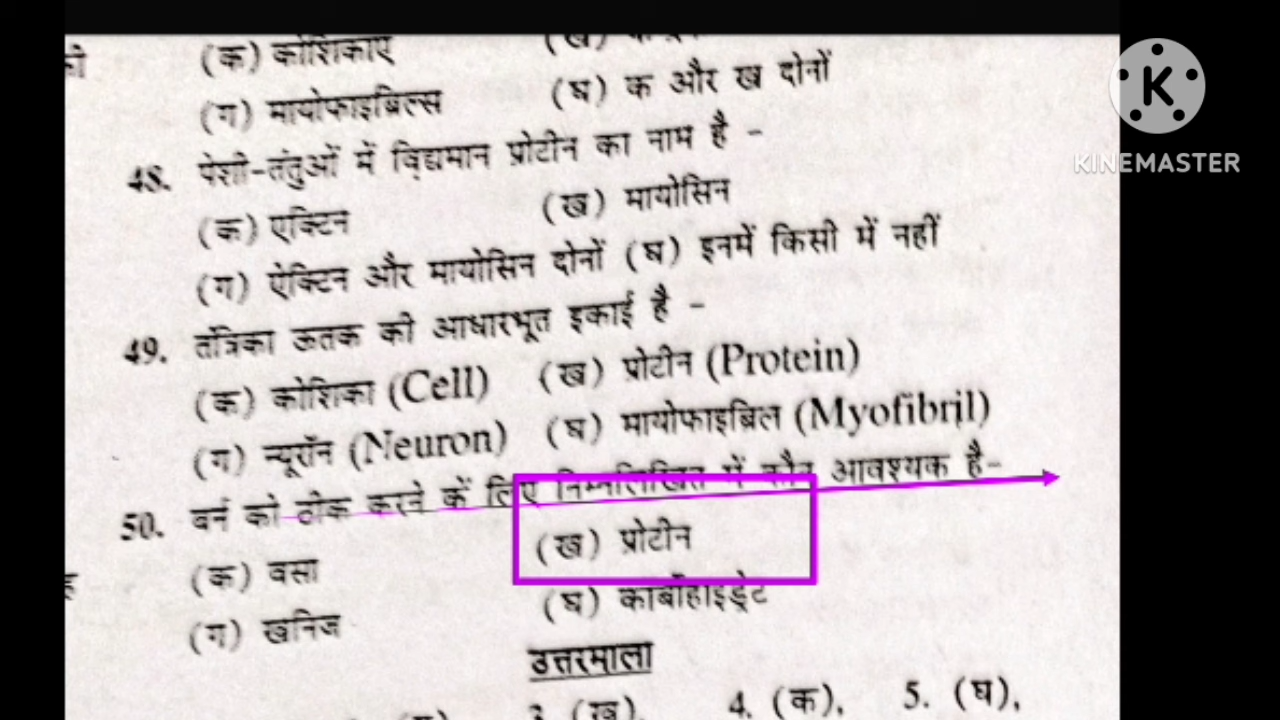 (क) कोशिकाएँ
(ग) मायोफाइब्रिल्स (घ) क और ख दोनों
48. पेशी-तंतुओं में विद्यमान प्रोटीन का नाम है -
(क) एक्टिन (ख) मायोसिन
(ग) ऐक्टिन और मायोसिन दोनों (घ) इनमें किसी में नहीं
49. तंत्रिका ऊतक की आधारभूत इकाई है -
(क) कोशिका (Cell) (ख) प्रोटीन (Protein)
(ग) न्यूरॉन (Neuron) (घ) मायोफाइब्रिल (Myofibril)
50. बर्न को ठीक करने कें लिए निम्नलिखित में कौन आवश्यक है-
(क) वसा (ख) प्रोटीन
(ग) खनिज (घ) कार्बोहाइड्रेट
उत्तरमाला
3. (ख), 4. (क), 5. (घ),
KINEMASTER